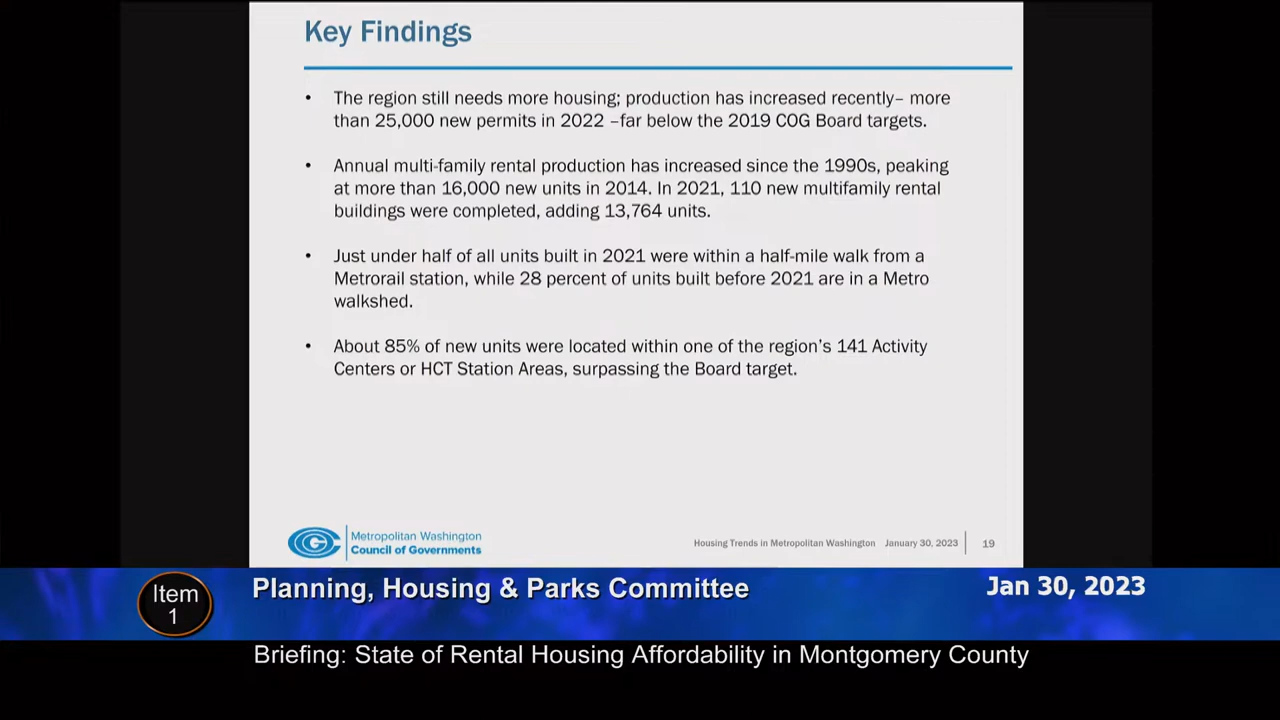 Key Findings
• The region still needs more housing; production has increased recently– more
than 25,000 new permits in 2022 –far below the 2019 COG Board targets.
• Annual multi-family rental production has increased since the 1990s, peaking
at more than 16,000 new units in 2014. In 2021, 110 new multifamily rental
buildings were completed, adding 13,764 units.
• Just under half of all units built in 2021 were within a half-mile walk from a
Metrorail station, while 28 percent of units built before 2021 are in a Metro
walkshed.
• About 85% of new units were located within one of the region’s 141 Activity
Centers or HCT Station Areas, surpassing the Board target.
Metropolitan Washington
Council of Governments
Housing Trends in Metropolitan Washington January 30, 2023 19
Item
1
Planning, Housing & Parks Committee
Jan 30, 2023
Briefing: State of Rental Housing Affordability in Montgomery County